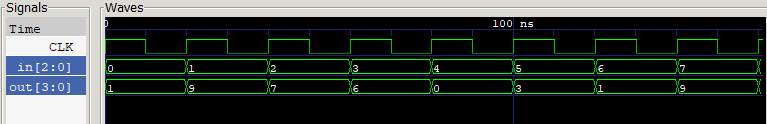 Signals
Waves
Time
0
100 ns
CLK
in[2:0]
0 1 2 3 4 5 6 7
out[3:0]
1 9 7 6 0 3 1 9